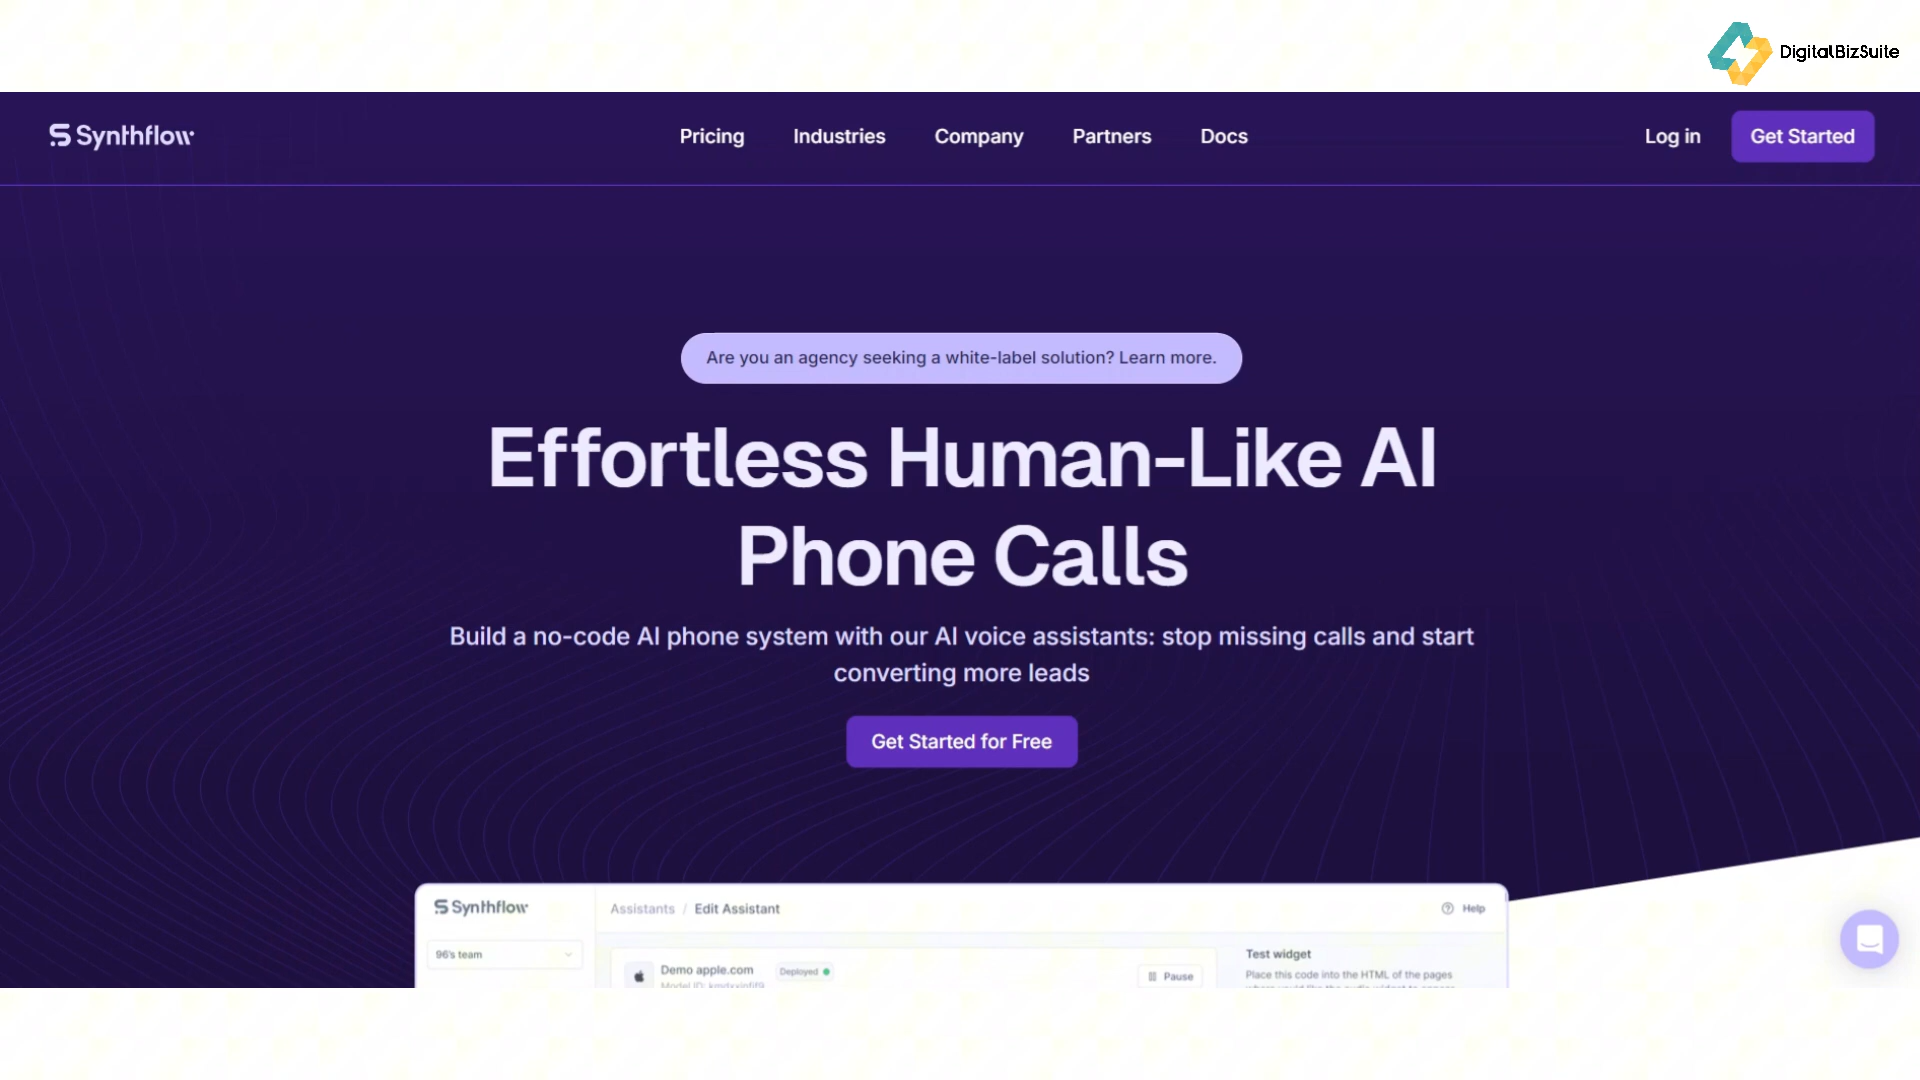 DigitalBizSuite
Synthflow
Pricing
Industries
Company
Partners
Docs
Log in
Get Started
Are you an agency seeking a white-label solution? Learn more.
Effortless Human-Like AI
Phone Calls
Build a no-code AI phone system with our AI voice assistants: stop missing calls and start
converting more leads
Get Started for Free
Synthflow
Assistants / Edit Assistant
Help
96's team
Demo apple.com
Deployed
Pause
Test widget
Model ID:
Place this code into the HTML of the pages